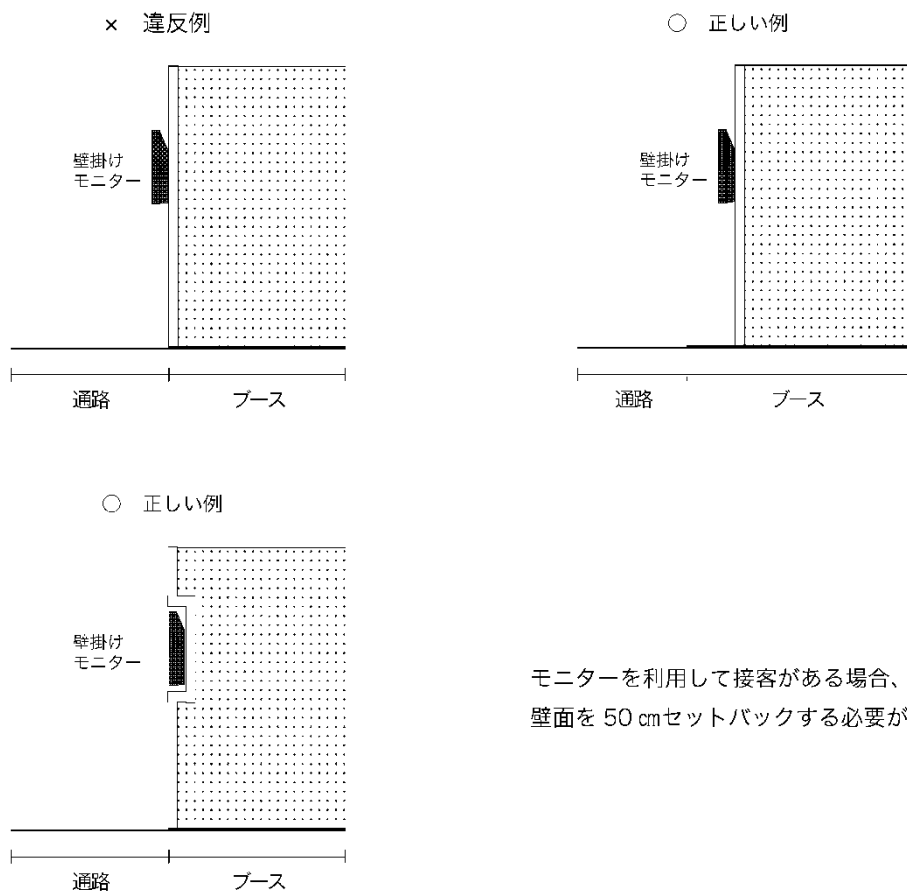 × 違反例
○ 正しい例
壁掛け
モニター
壁掛け
モニター
通路
ブース
通路
ブース
○ 正しい例
壁掛け
モニター
モニターを利用して接客がある場合、
壁面を 50 ㎝セットバックする必要が
通路
ブース